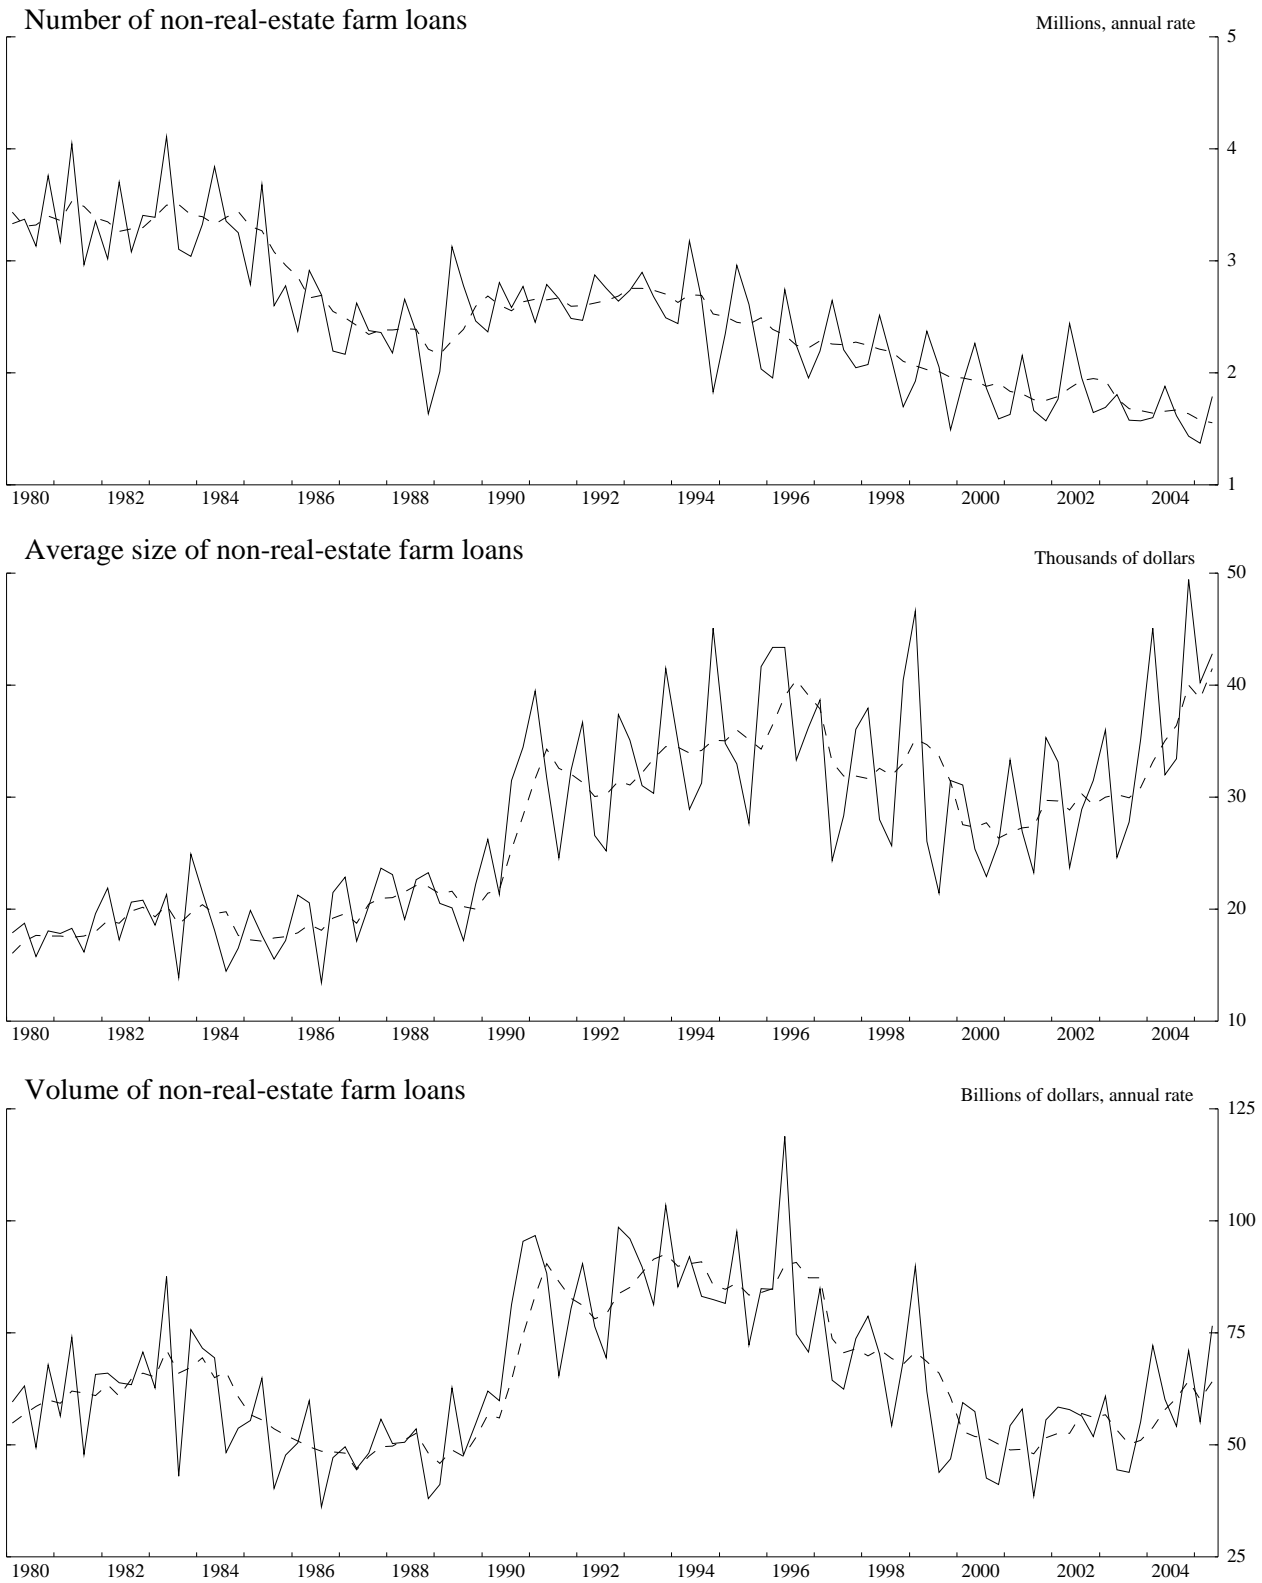 Number of non-real-estate farm loans
Millions, annual rate
5
4
3
2
1
1980 1982 1984 1986 1988 1990 1992 1994 1996 1998 2000 2002 2004
Average size of non-real-estate farm loans
Thousands of dollars
50
40
30
20
10
1980 1982 1984 1986 1988 1990 1992 1994 1996 1998 2000 2002 2004
Volume of non-real-estate farm loans
Billions of dollars, annual rate
125
100
75
50
25
1980 1982 1984 1986 1988 1990 1992 1994 1996 1998 2000 2002 2004